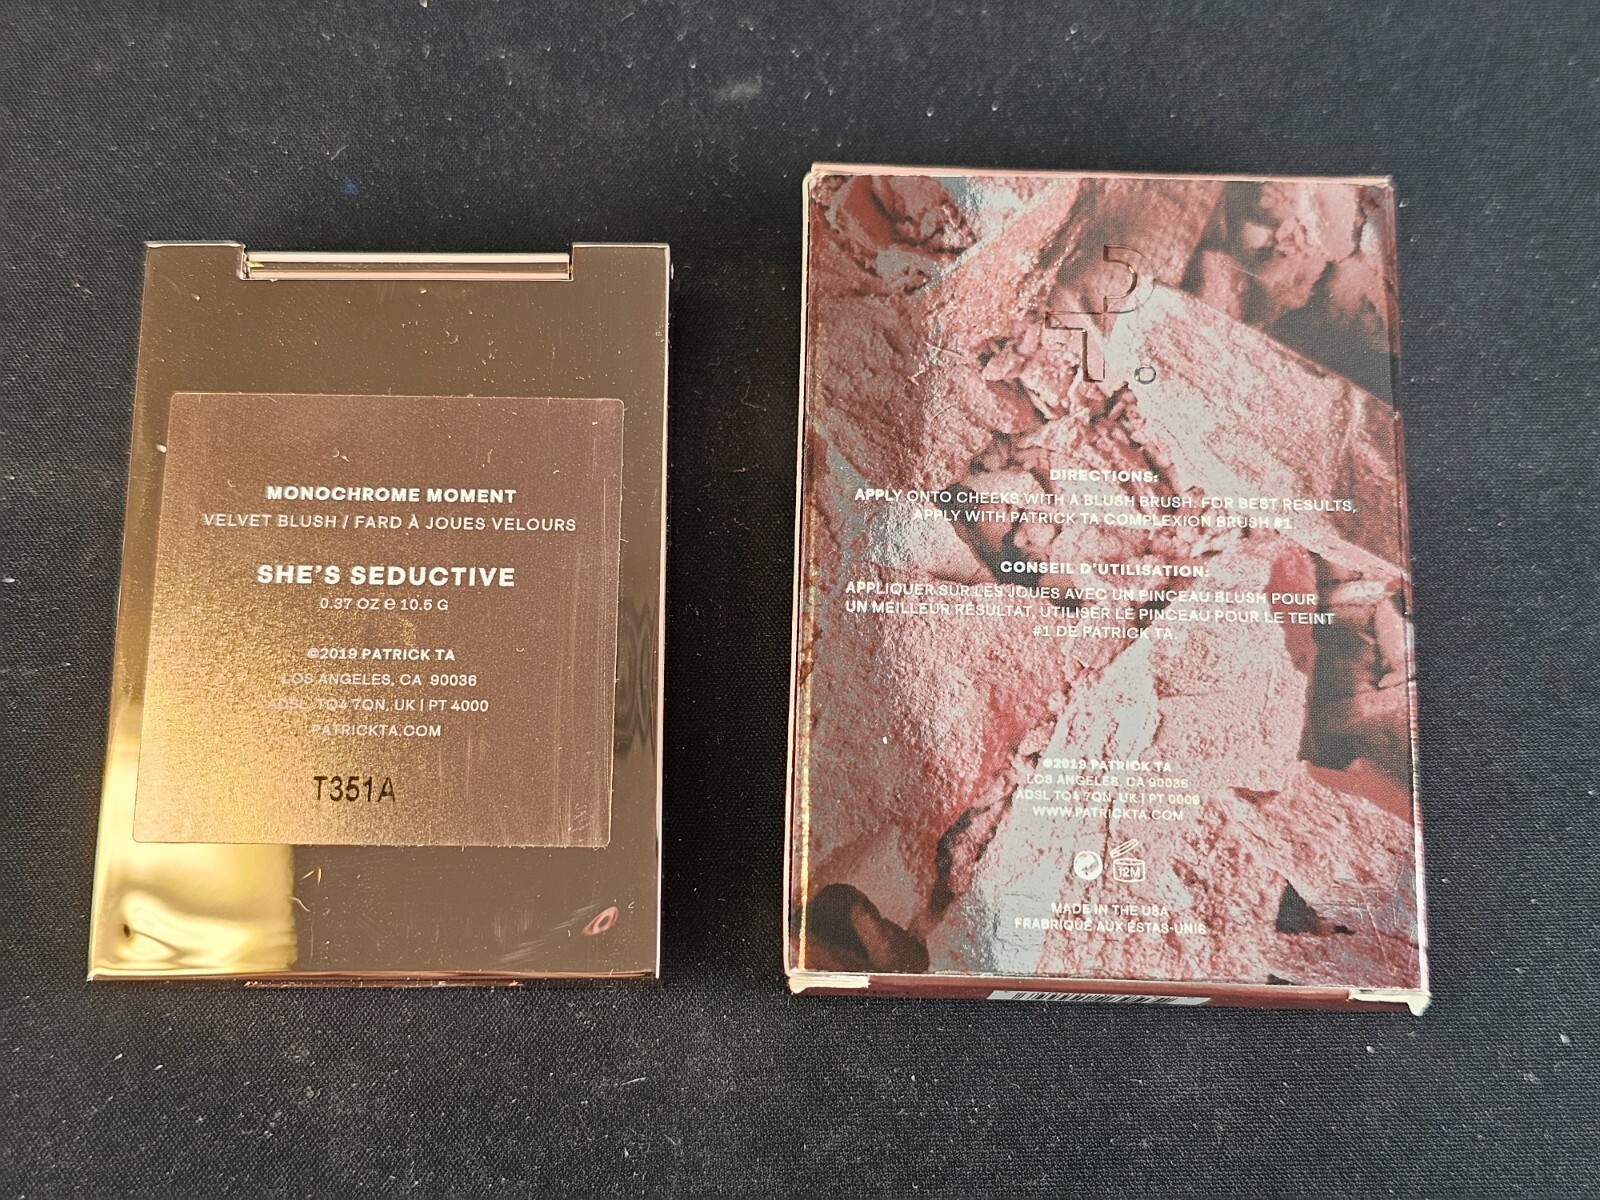 MONOCHROME MOMENT
VELVET BLUSH / FARD À JOUES VELOURS
SHE'S SEDUCTIVE
0.37 OZ ℮ 10.5 G
©2019 PATRICK TA
LOS ANGELES, CA 90036
ADSL, TQ4 7QN, UK | PT 4000
PATRICKTA.COM
T351A
PT.
DIRECTIONS:
APPLY ONTO CHEEKS WITH A BLUSH BRUSH. FOR BEST RESULTS,
APPLY WITH PATRICK TA COMPLEXION BRUSH #1.
CONSEIL D'UTILISATION:
APPLIQUER SUR LES JOUES AVEC UN PINCEAU BLUSH POUR
UN MEILLEUR RÉSULTAT, UTILISER LE PINCEAU POUR LE TEINT
#1 DE PATRICK TA.
©2019 PATRICK TA
LOS ANGELES, CA 90036
ADSL, TQ4 7QN, UK | PT 0009
WWW.PATRICKTA.COM
12M
MADE IN THE USA
FRABRIQUÉ AUX ÉSTAS-UNIS